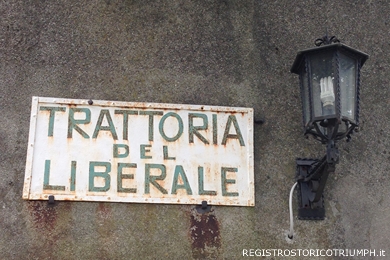 TRATTORIA
DEL
LIBERALE
REGISTROSTORICOTRIUMPH.it